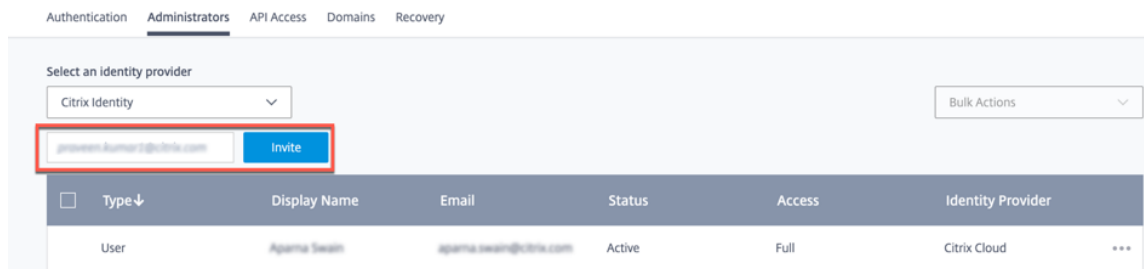 Authentication Administrators API Access Domains Recovery
Select an identity provider
Citrix Identity
Bulk Actions
Invite
Type↓ Display Name Email Status Access Identity Provider
User Active Full Citrix Cloud